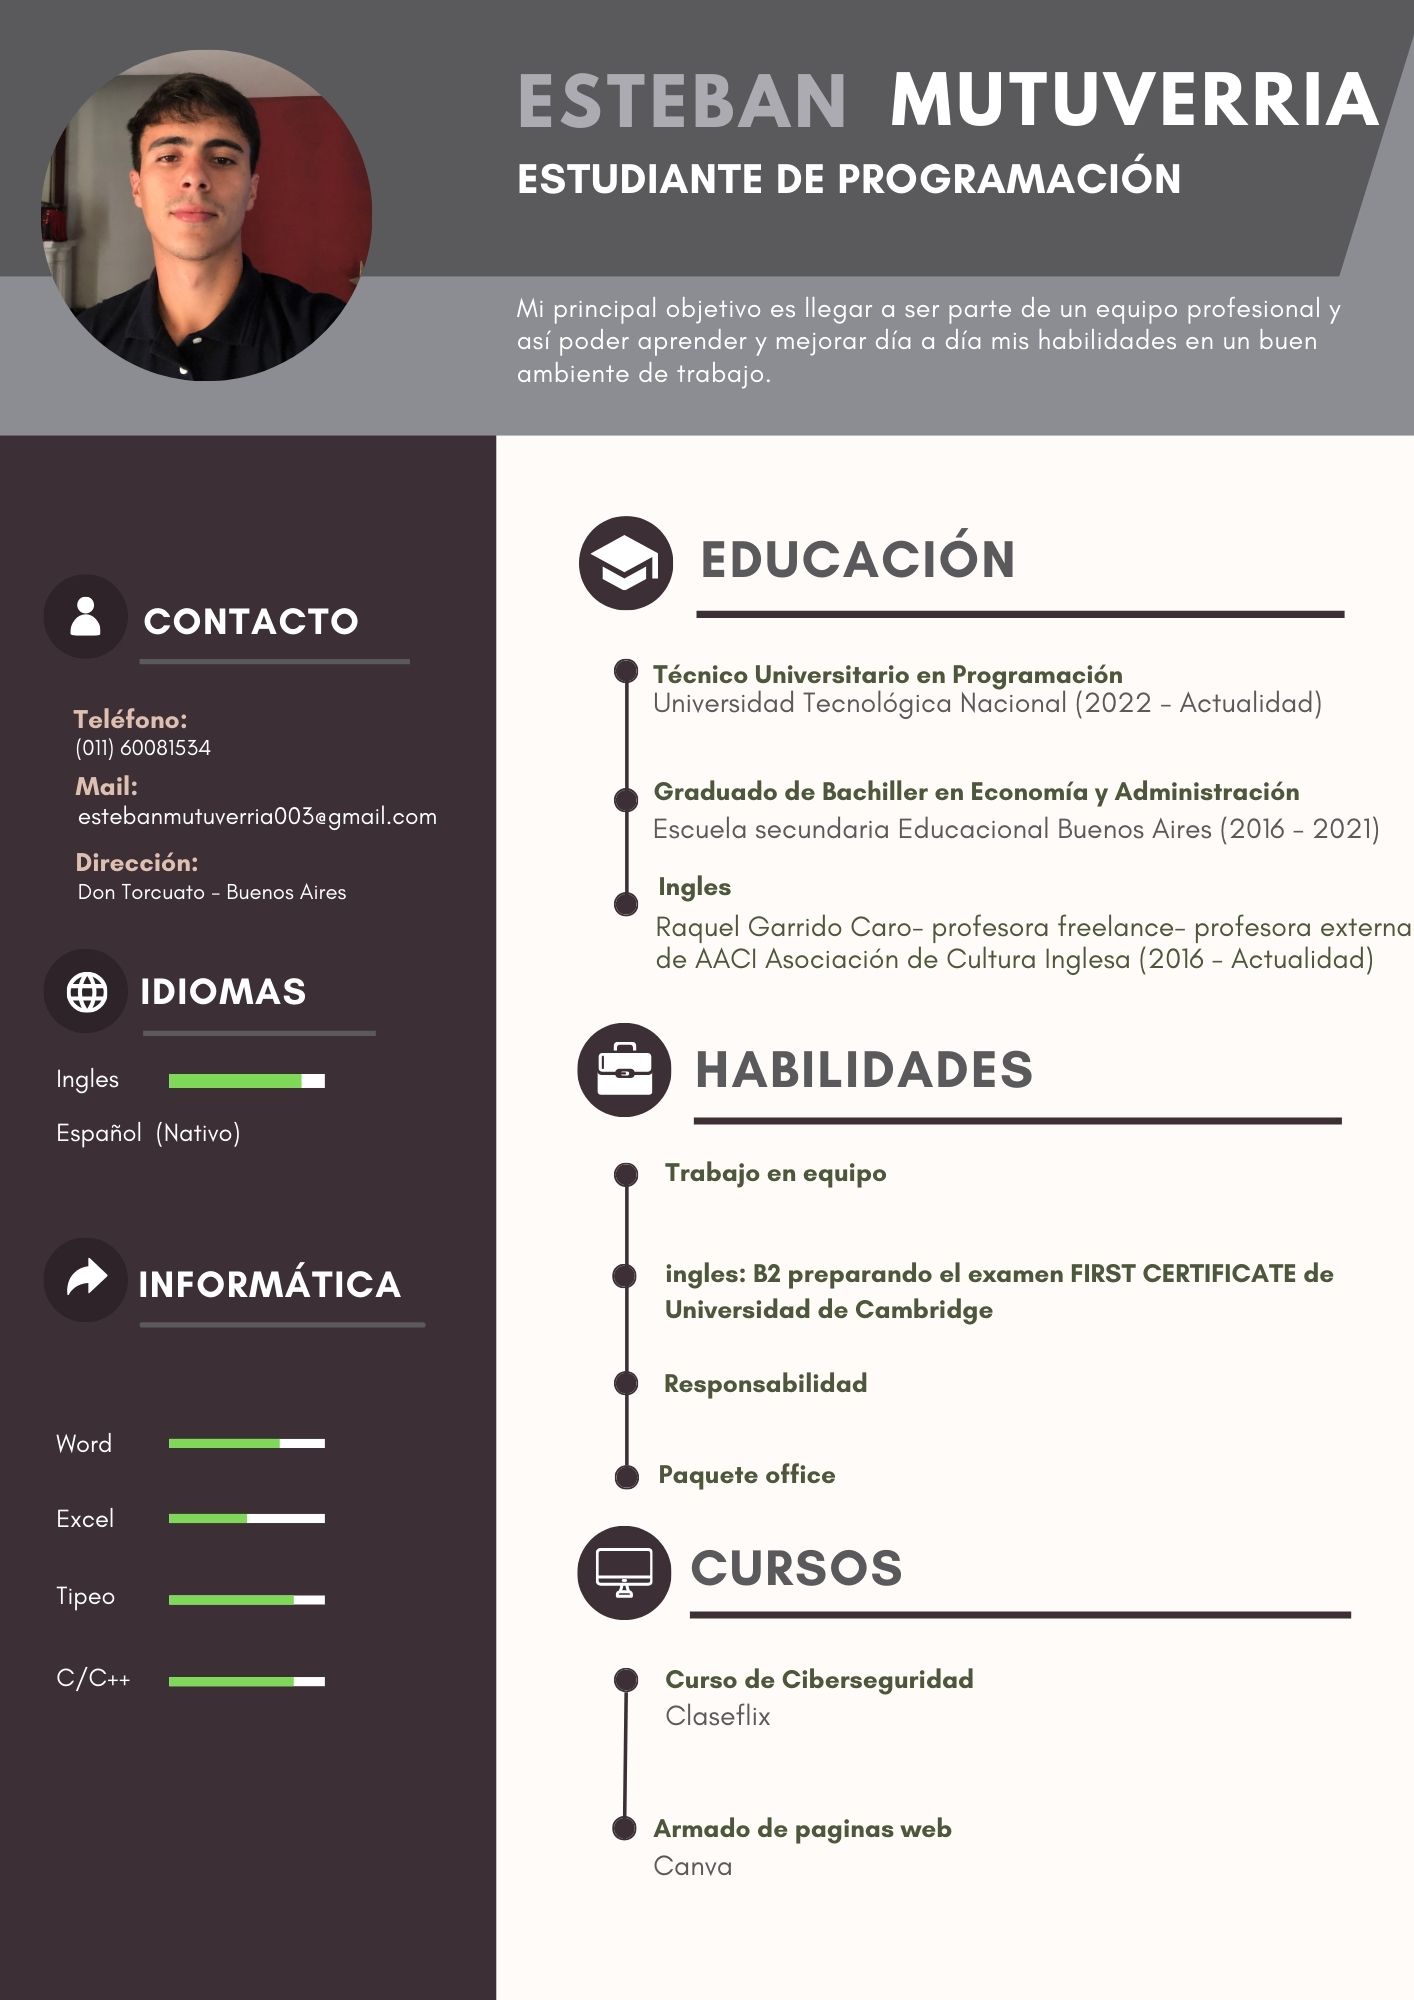 ESTEBAN MUTUVERRIA
ESTUDIANTE DE PROGRAMACIÓN
Mi principal objetivo es llegar a ser parte de un equipo profesional y
así poder aprender y mejorar día a día mis habilidades en un buen
ambiente de trabajo.
CONTACTO
Teléfono:
(011) 60081534
Mail:
estebanmutuverria003@gmail.com
Dirección:
Don Torcuato - Buenos Aires
IDIOMAS
Ingles
Español (Nativo)
INFORMÁTICA
Word
Excel
Tipeo
C/C++
EDUCACIÓN
Técnico Universitario en Programación
Universidad Tecnológica Nacional (2022 - Actualidad)
Graduado de Bachiller en Economía y Administración
Escuela secundaria Educacional Buenos Aires (2016 - 2021)
Ingles
Raquel Garrido Caro- profesora freelance- profesora externa
de AACI Asociación de Cultura Inglesa (2016 - Actualidad)
HABILIDADES
Trabajo en equipo
ingles: B2 preparando el examen FIRST CERTIFICATE de
Universidad de Cambridge
Responsabilidad
Paquete office
CURSOS
Curso de Ciberseguridad
Claseflix
Armado de paginas web
Canva